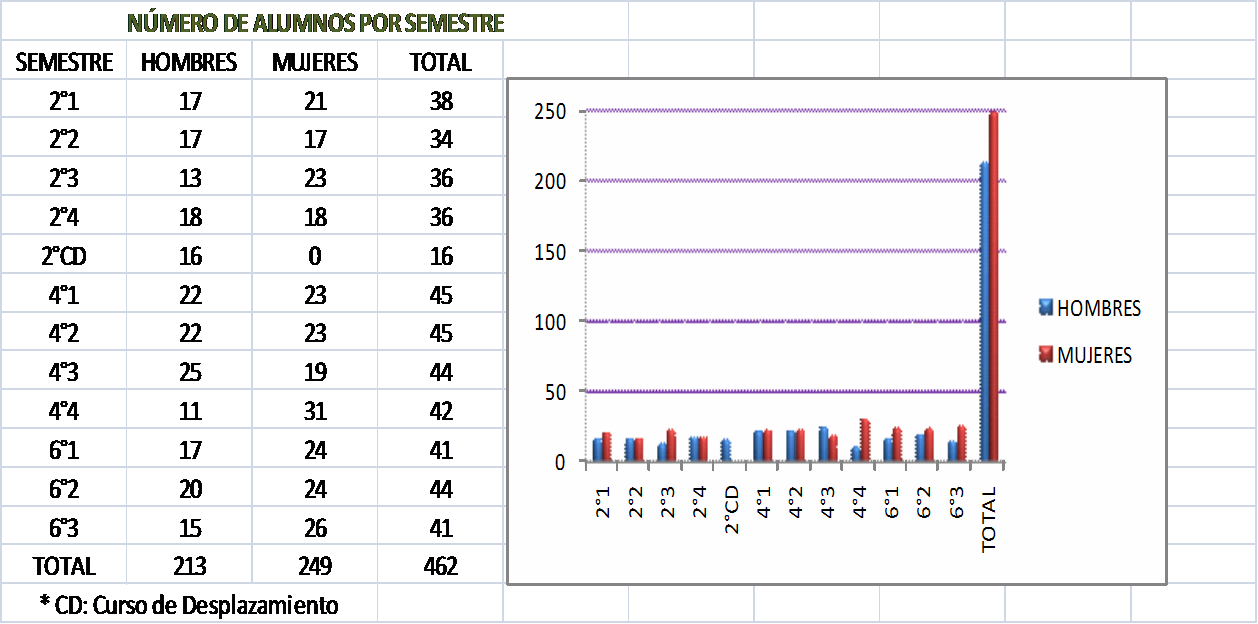 NÚMERO DE ALUMNOS POR SEMESTRE
SEMESTRE HOMBRES MUJERES TOTAL
2°1 17 21 38
2°2 17 17 34
2°3 13 23 36
2°4 18 18 36
2°CD 16 0 16
4°1 22 23 45
4°2 22 23 45
4°3 25 19 44
4°4 11 31 42
6°1 17 24 41
6°2 20 24 44
6°3 15 26 41
TOTAL 213 249 462
* CD: Curso de Desplazamiento
250
200
150
100
50
0
2°1 2°2 2°3 2°4 2°CD 4°1 4°2 4°3 4°4 6°1 6°2 6°3 TOTAL
HOMBRES
MUJERES